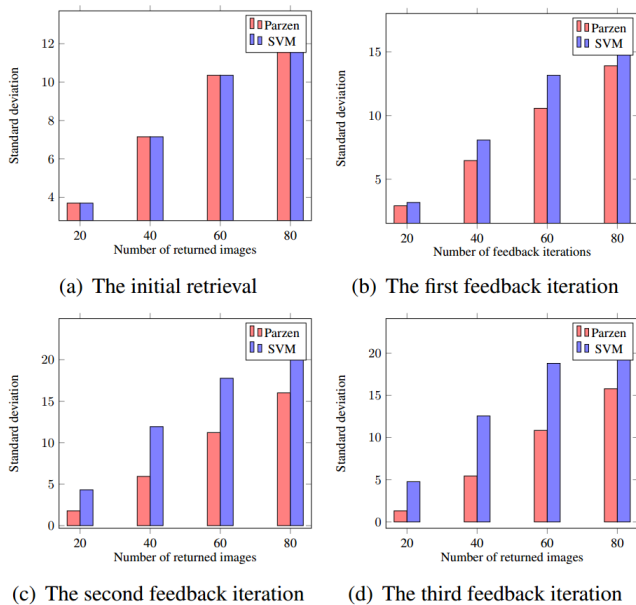 Parzen
SVM
12
10
8
6
4
Standard deviation
20 40 60 80
Number of returned images
(a) The initial retrieval
Parzen
SVM
15
10
5
Standard deviation
20 40 60 80
Number of feedback iterations
(b) The first feedback iteration
Parzen
SVM
20
15
10
5
0
Standard deviation
20 40 60 80
Number of returned images
(c) The second feedback iteration
Parzen
SVM
20
15
10
5
0
Standard deviation
20 40 60 80
Number of returned images
(d) The third feedback iteration